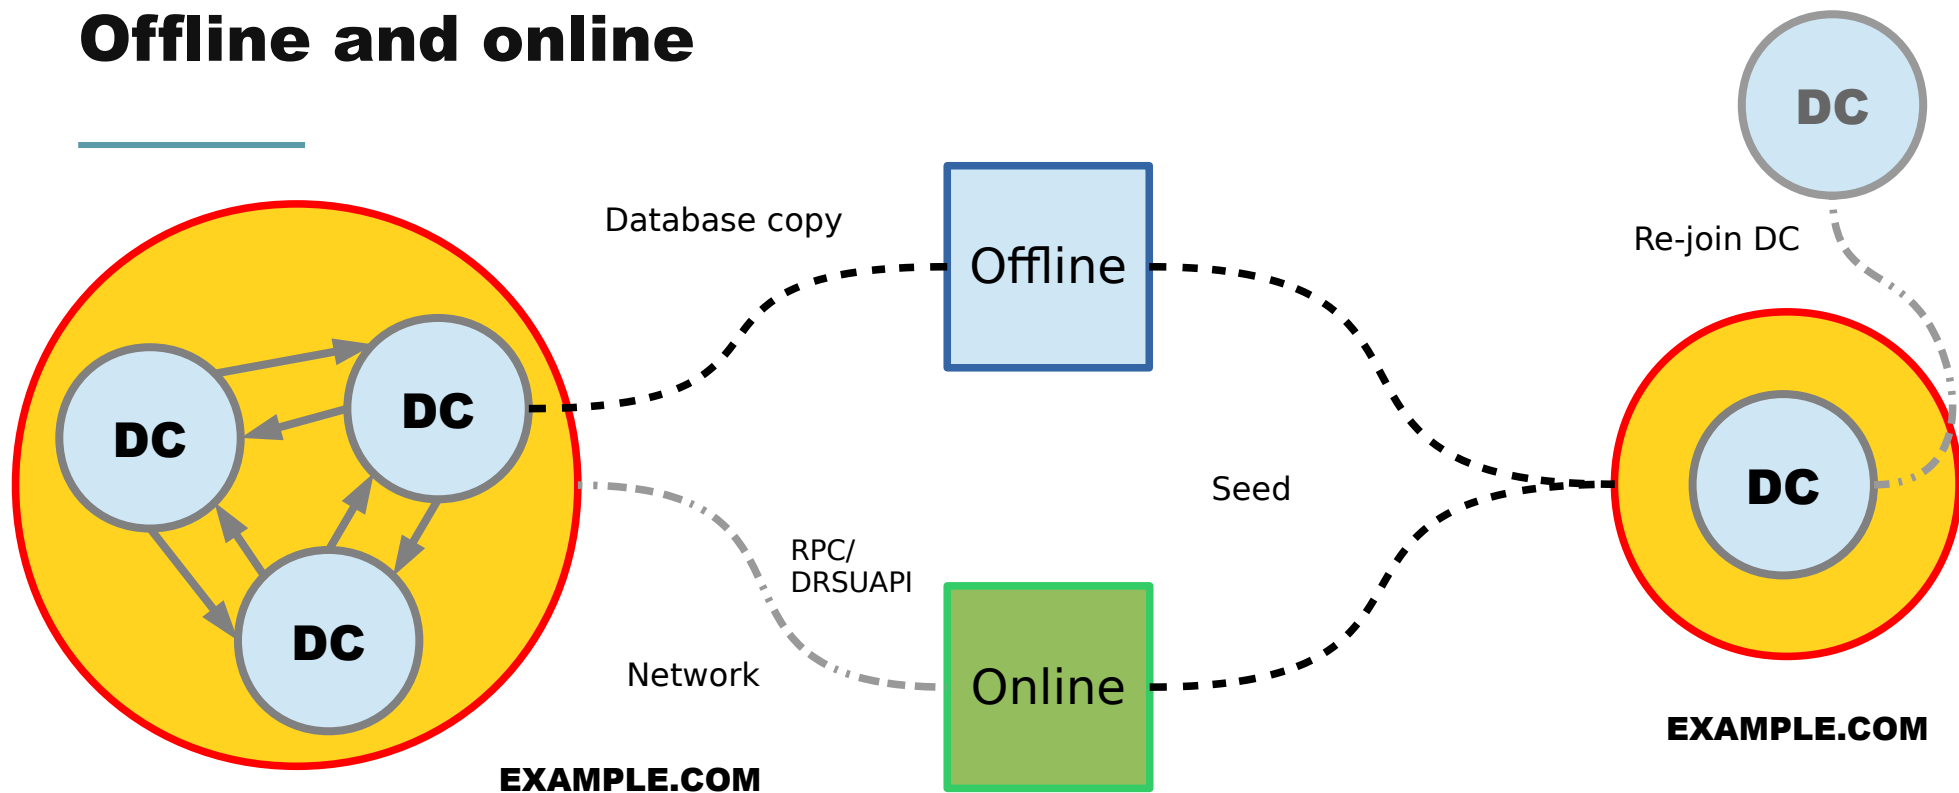 Offline and online
DC
Database copy
Offline
Re-join DC
DC
DC
DC
Seed
DC
RPC/
DRSUAPI
Network
Online
EXAMPLE.COM
EXAMPLE.COM